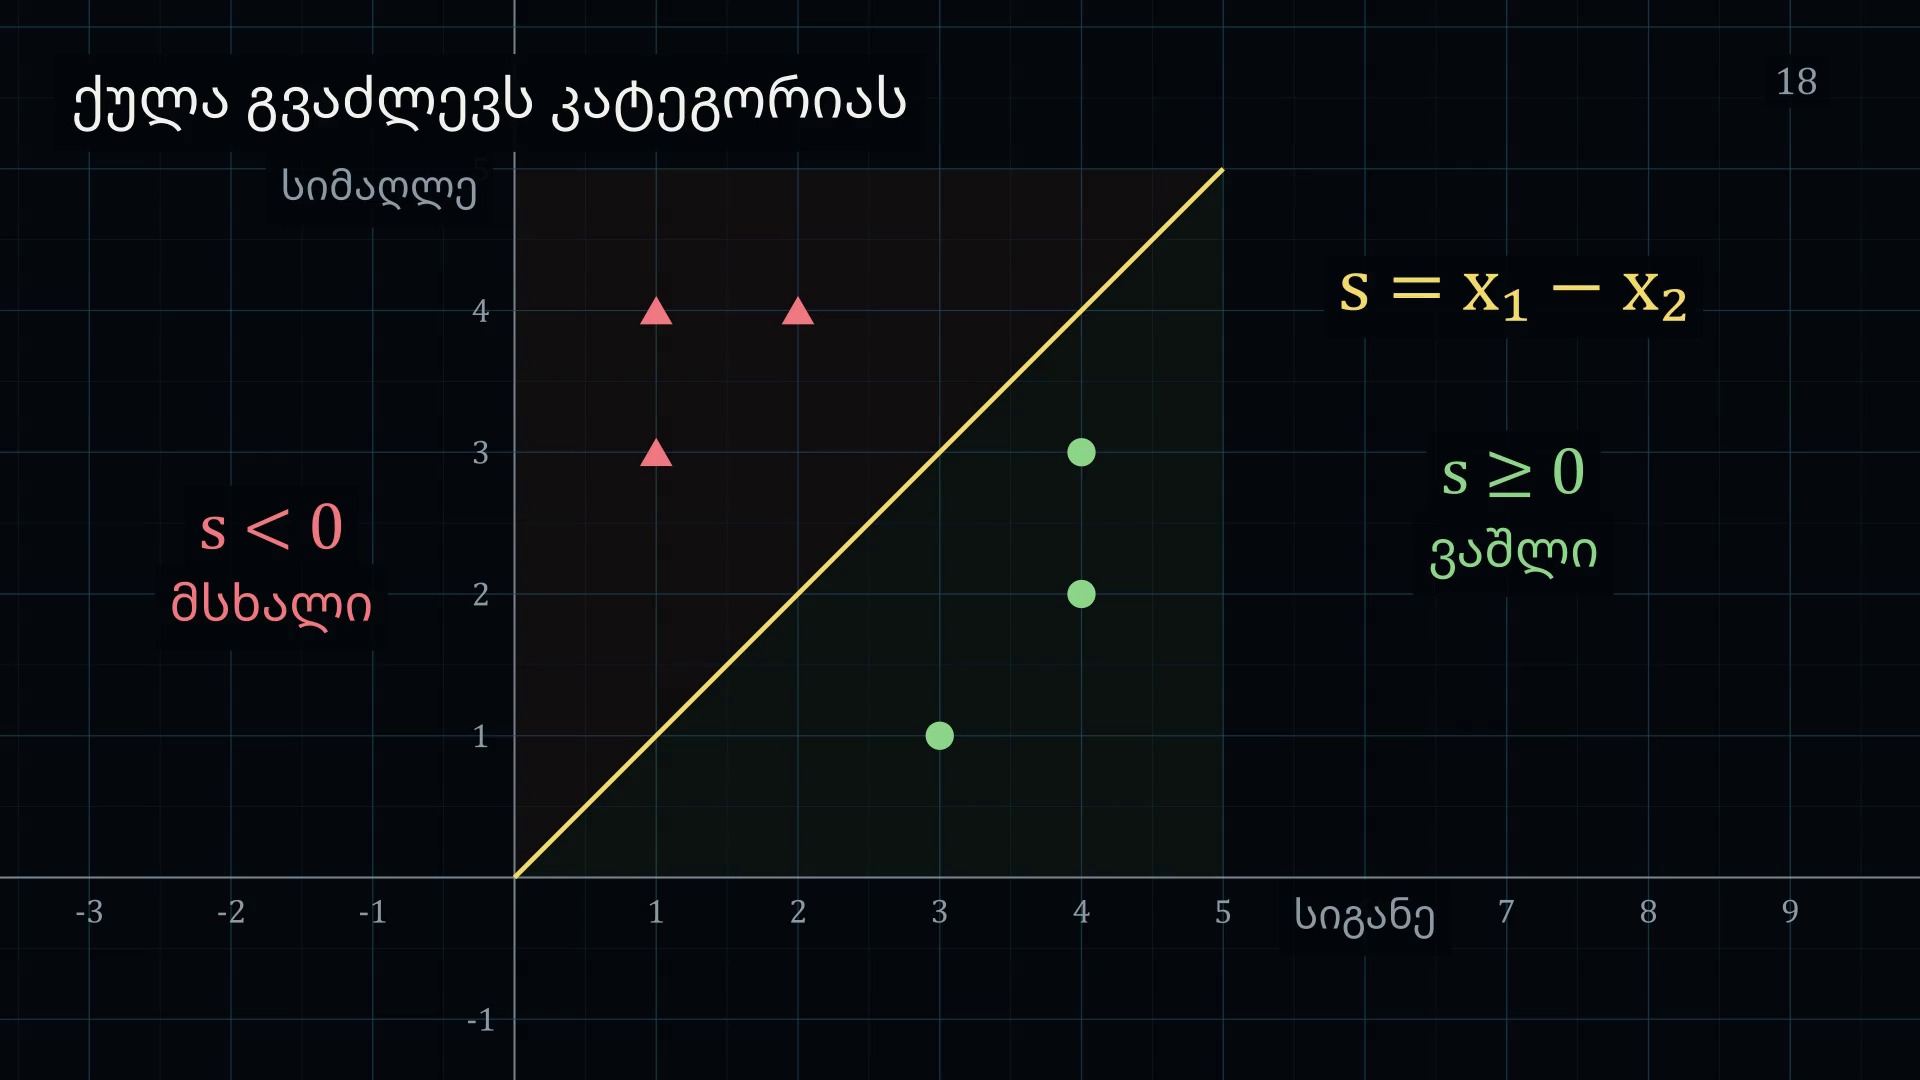 ქულა გვაძლევს კატეგორიას
18
სიმაღლე
s = x₁ − x₂
4
3
s ≥ 0
ვაშლი
s < 0
მსხალი
2
1
-3 -2 -1 1 2 3 4 5 სიგანე 7 8 9
-1